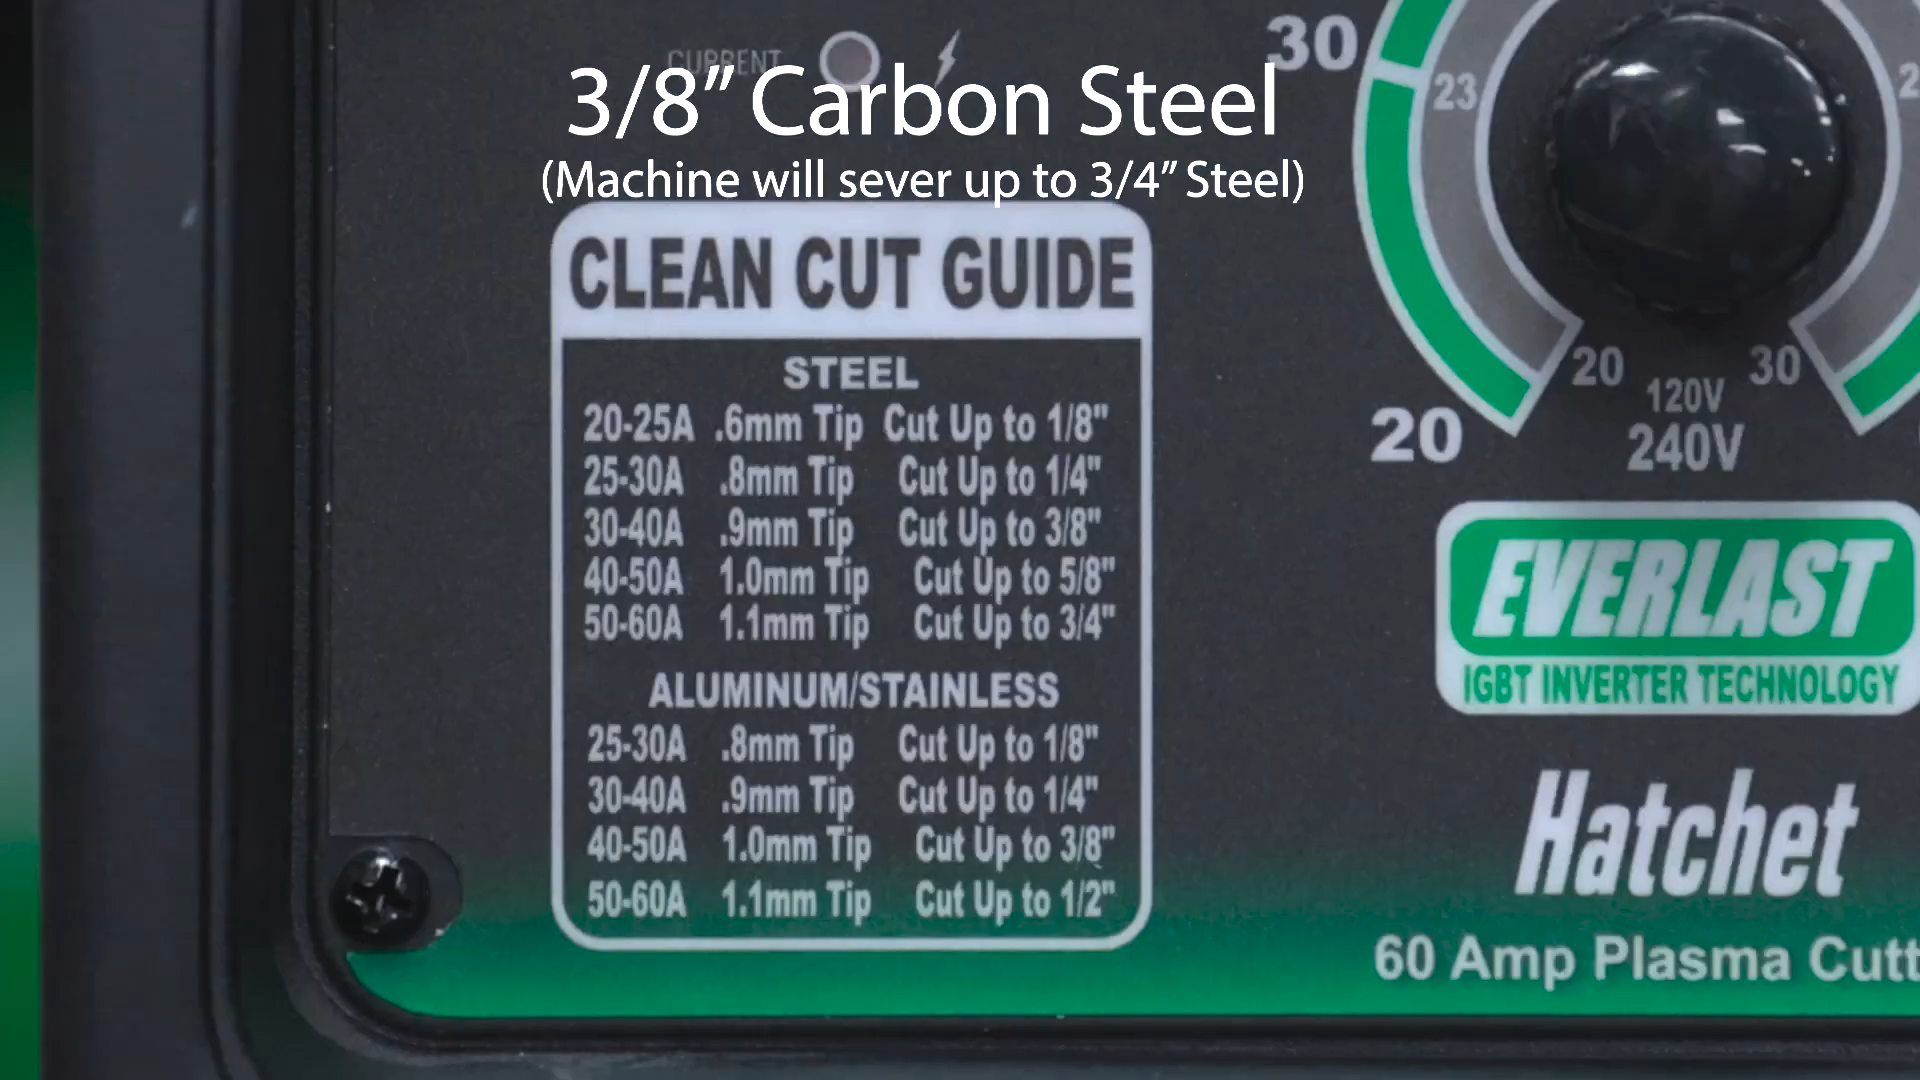 CURRENT
3/8” Carbon Steel
(Machine will sever up to 3/4” Steel)
CLEAN CUT GUIDE
STEEL
20-25A .6mm Tip Cut Up to 1/8"
25-30A .8mm Tip Cut Up to 1/4"
30-40A .9mm Tip Cut Up to 3/8"
40-50A 1.0mm Tip Cut Up to 5/8"
50-60A 1.1mm Tip Cut Up to 3/4"
ALUMINUM/STAINLESS
25-30A .8mm Tip Cut Up to 1/8"
30-40A .9mm Tip Cut Up to 1/4"
40-50A 1.0mm Tip Cut Up to 3/8"
50-60A 1.1mm Tip Cut Up to 1/2"
30
23
20 30
120V
20
240V
EVERLAST
IGBT INVERTER TECHNOLOGY
Hatchet
60 Amp Plasma Cutt